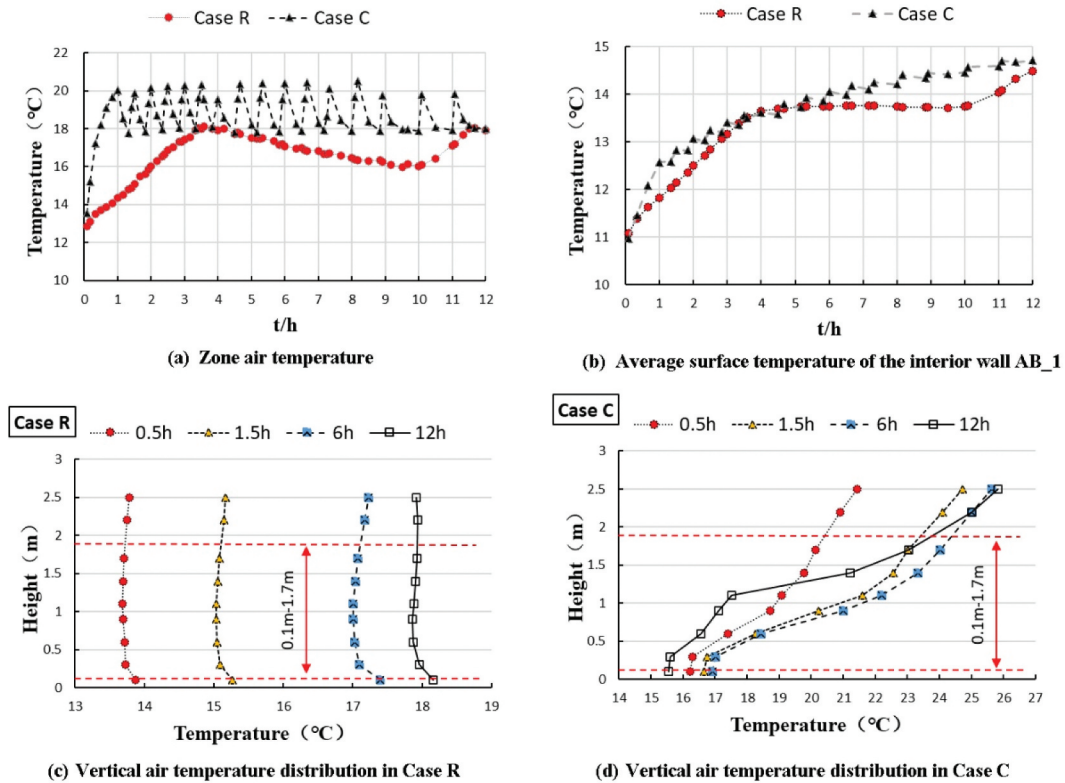 Case R Case C
22
20
18
16
14
12
10
Temperature（℃）
0 1 2 3 4 5 6 7 8 9 10 11 12
t/h
(a) Zone air temperature
Case R Case C
15
14
13
12
11
10
Temperature（℃）
0 1 2 3 4 5 6 7 8 9 10 11 12
t/h
(b) Average surface temperature of the interior wall AB_1
Case R
0.5h 1.5h 6h 12h
3
2.5
2
1.5
1
0.5
0
Height（m）
0.1m-1.7m
13 14 15 16 17 18 19
Temperature（℃）
(c) Vertical air temperature distribution in Case R
Case C
0.5h 1.5h 6h 12h
3
2.5
2
1.5
1
0.5
0
Height（m）
0.1m-1.7m
14 15 16 17 18 19 20 21 22 23 24 25 26 27
Temperature（℃）
(d) Vertical air temperature distribution in Case C